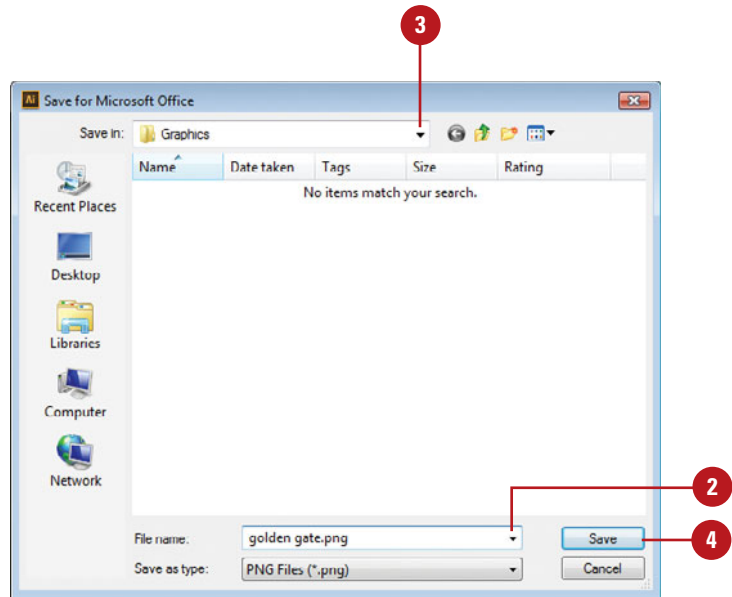 3
Ai Save for Microsoft Office
Save in: Graphics
Name Date taken Tags Size Rating
No items match your search.
Recent Places
Desktop
Libraries
Computer
Network
2
File name: golden gate.png Save 4
Save as type: PNG Files (*.png) Cancel